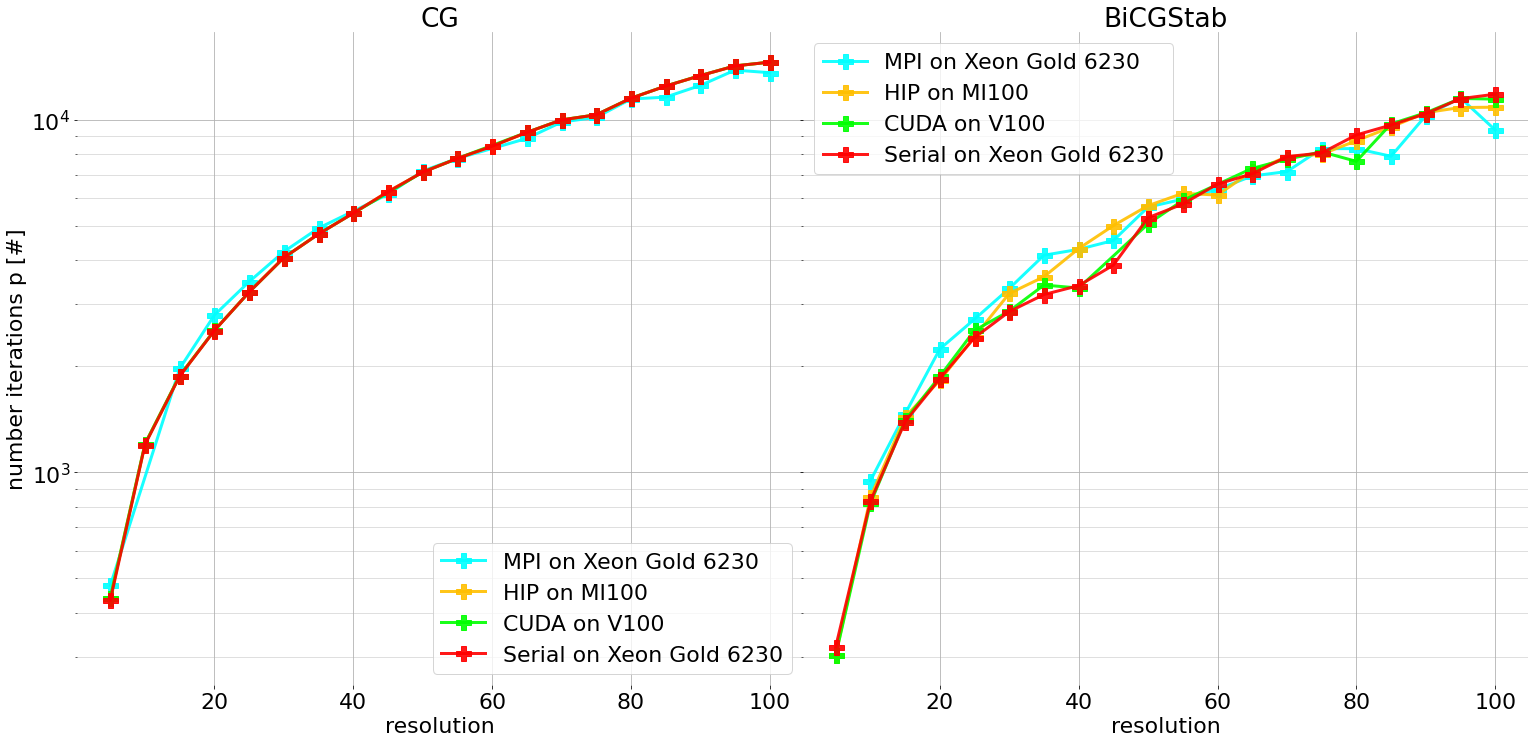 CG
BiCGStab
number iterations p [#]
10^4
10^3
MPI on Xeon Gold 6230
HIP on MI100
CUDA on V100
Serial on Xeon Gold 6230
20 40 60 80 100
resolution
MPI on Xeon Gold 6230
HIP on MI100
CUDA on V100
Serial on Xeon Gold 6230
20 40 60 80 100
resolution